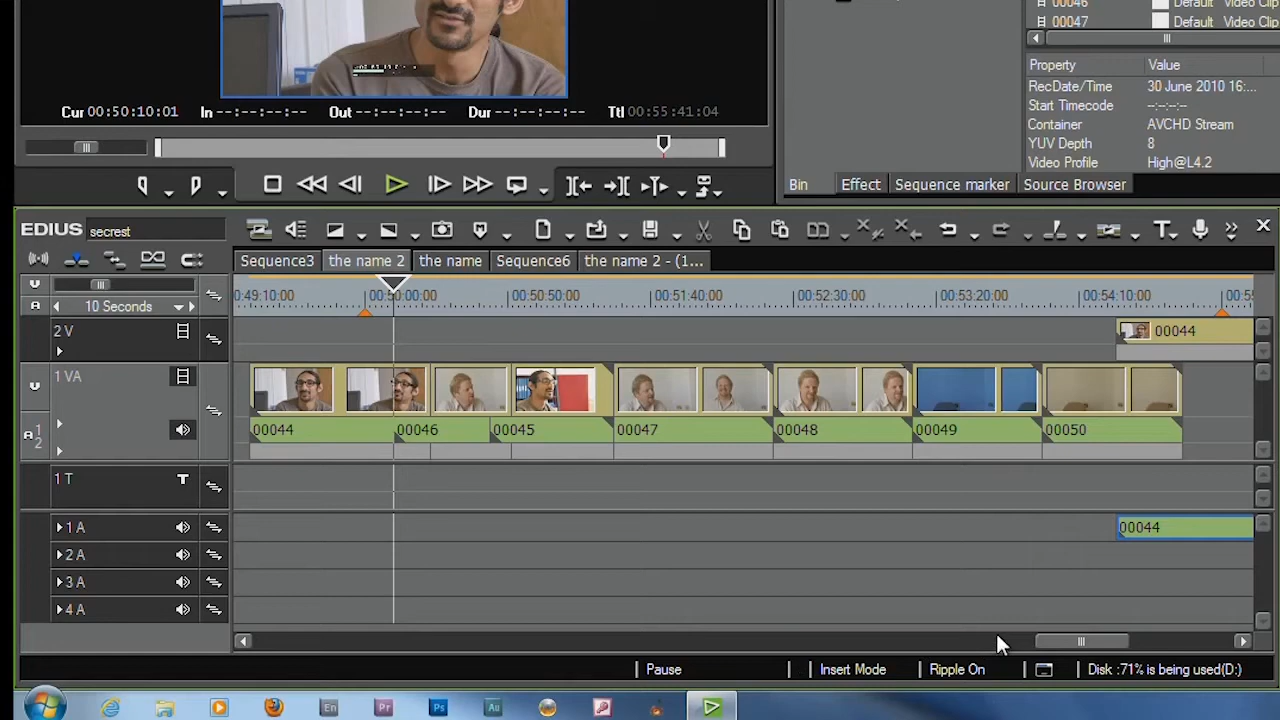 00046 Default Video Clip
00047 Default Video Clip
Property Value
RecDate/Time 30 June 2010 16:...
Start Timecode --:--:--:--
Container AVCHD Stream
YUV Depth 8
Video Profile High@L4.2
Cur 00:50:10:01 In --:--:--:-- Out --:--:--:-- Dur --:--:--:-- Ttl 00:55:41:04
Bin Effect Sequence marker Source Browser
EDIUS secrest
Sequence3 the name 2 the name Sequence6 the name 2 - (1...
10 Seconds 0:49:10:00 00:50:00:00 00:50:50:00 00:51:40:00 00:52:30:00 00:53:20:00 00:54:10:00 00:55
2 V 00044
1 VA
00044 00046 00045 00047 00048 00049 00050
A 1 2
1 T T
1 A 00044
2 A
3 A
4 A
Pause Insert Mode Ripple On Disk :71% is being used(D:)
En Pr Ps Au